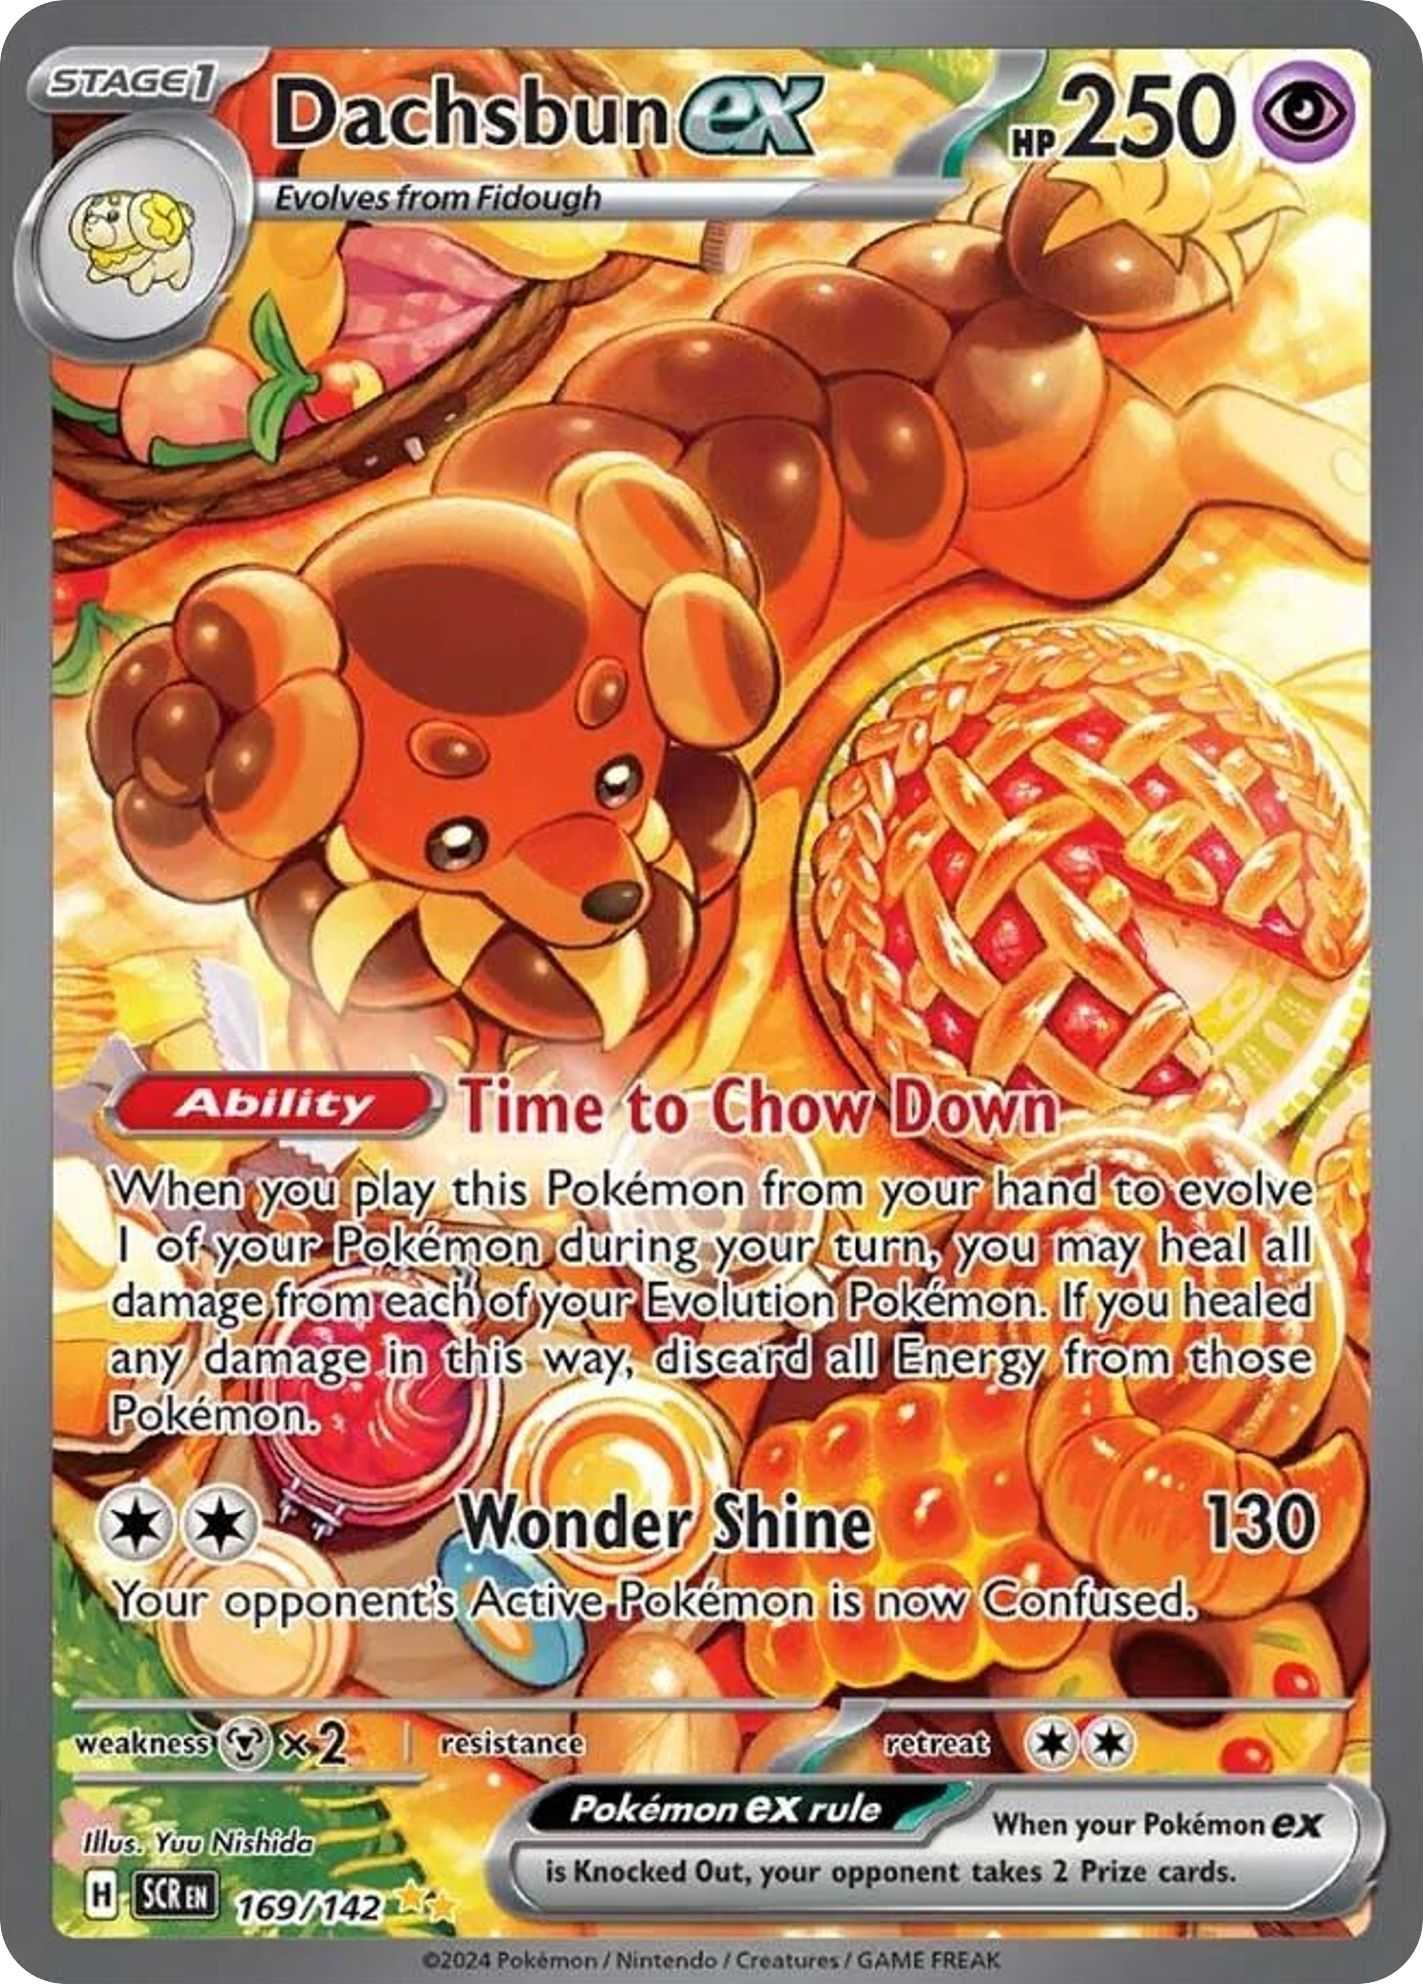 STAGE1
Dachsbun ex
HP 250
Evolves from Fidough
Ability Time to Chow Down
When you play this Pokémon from your hand to evolve
1 of your Pokémon during your turn, you may heal all
damage from each of your Evolution Pokémon. If you healed
any damage in this way, discard all Energy from those
Pokémon.
Wonder Shine 130
Your opponent's Active Pokémon is now Confused.
weakness ×2 resistance retreat
Pokémon ex rule When your Pokémon ex
is Knocked Out, your opponent takes 2 Prize cards.
Illus. Yuu Nishida
H SCR EN 169/142
©2024 Pokémon / Nintendo / Creatures / GAME FREAK